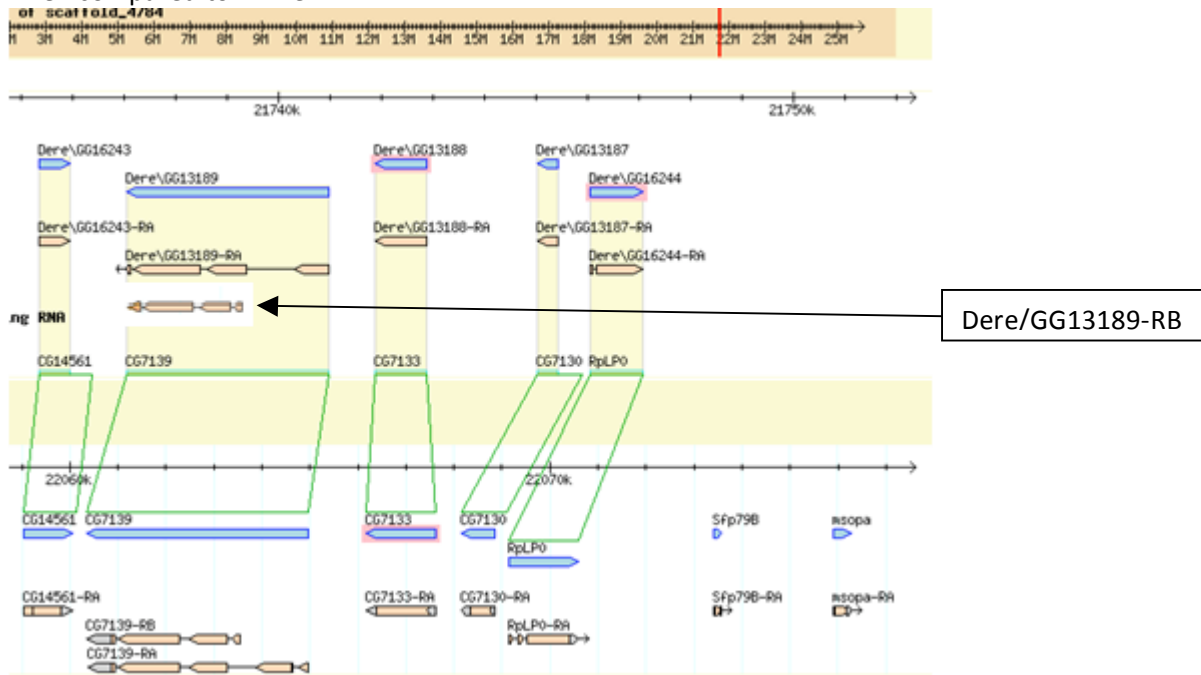 of scaffold_4784
M 3M 4M 5M 6M 7M 8M 9M 10M 11M 12M 13M 14M 15M 16M 17M 18M 19M 20M 21M 22M 23M 24M 25M
21740k 21750k
Dere\GG16243 Dere\GG13188 Dere\GG13187
Dere\GG13189 Dere\GG16244
Dere\GG16243-RA Dere\GG13188-RA Dere\GG13187-RA
Dere\GG13189-RA Dere\GG16244-RA
Dere/GG13189-RB
ng RNA
CG14561 CG7139 CG7133 CG7130 RpLP0
22060k 22070k
CG14561 CG7139 CG7133 CG7130 Sfp79B msopa
RpLP0
CG14561-RA CG7133-RA CG7130-RA Sfp79B-RA msopa-RA
CG7139-RB RpLP0-RA
CG7139-RA